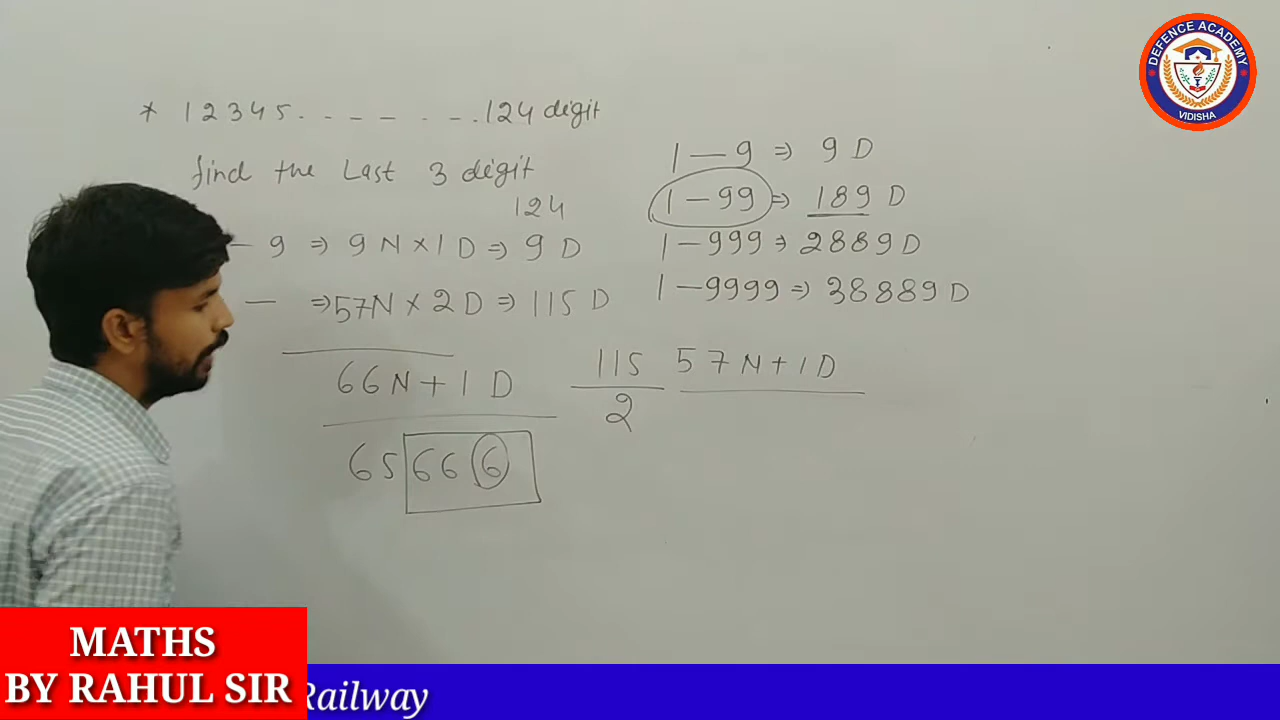 * 12345. - - - . - - . 124 digit
find the Last 3 digit
124
- 9 ⇒ 9 N × 1 D ⇒ 9 D
- ⇒ 57N × 2 D ⇒ 115 D
66 N + 1 D
65 66 6
115
2
57 N + 1 D
1 - 9 ⇒ 9 D
1 - 99 ⇒ 189 D
1 - 999 ⇒ 2889 D
1 - 9999 ⇒ 38889 D
DEFENCE ACADEMY
VIDISHA
MATHS
BY RAHUL SIR
Railway